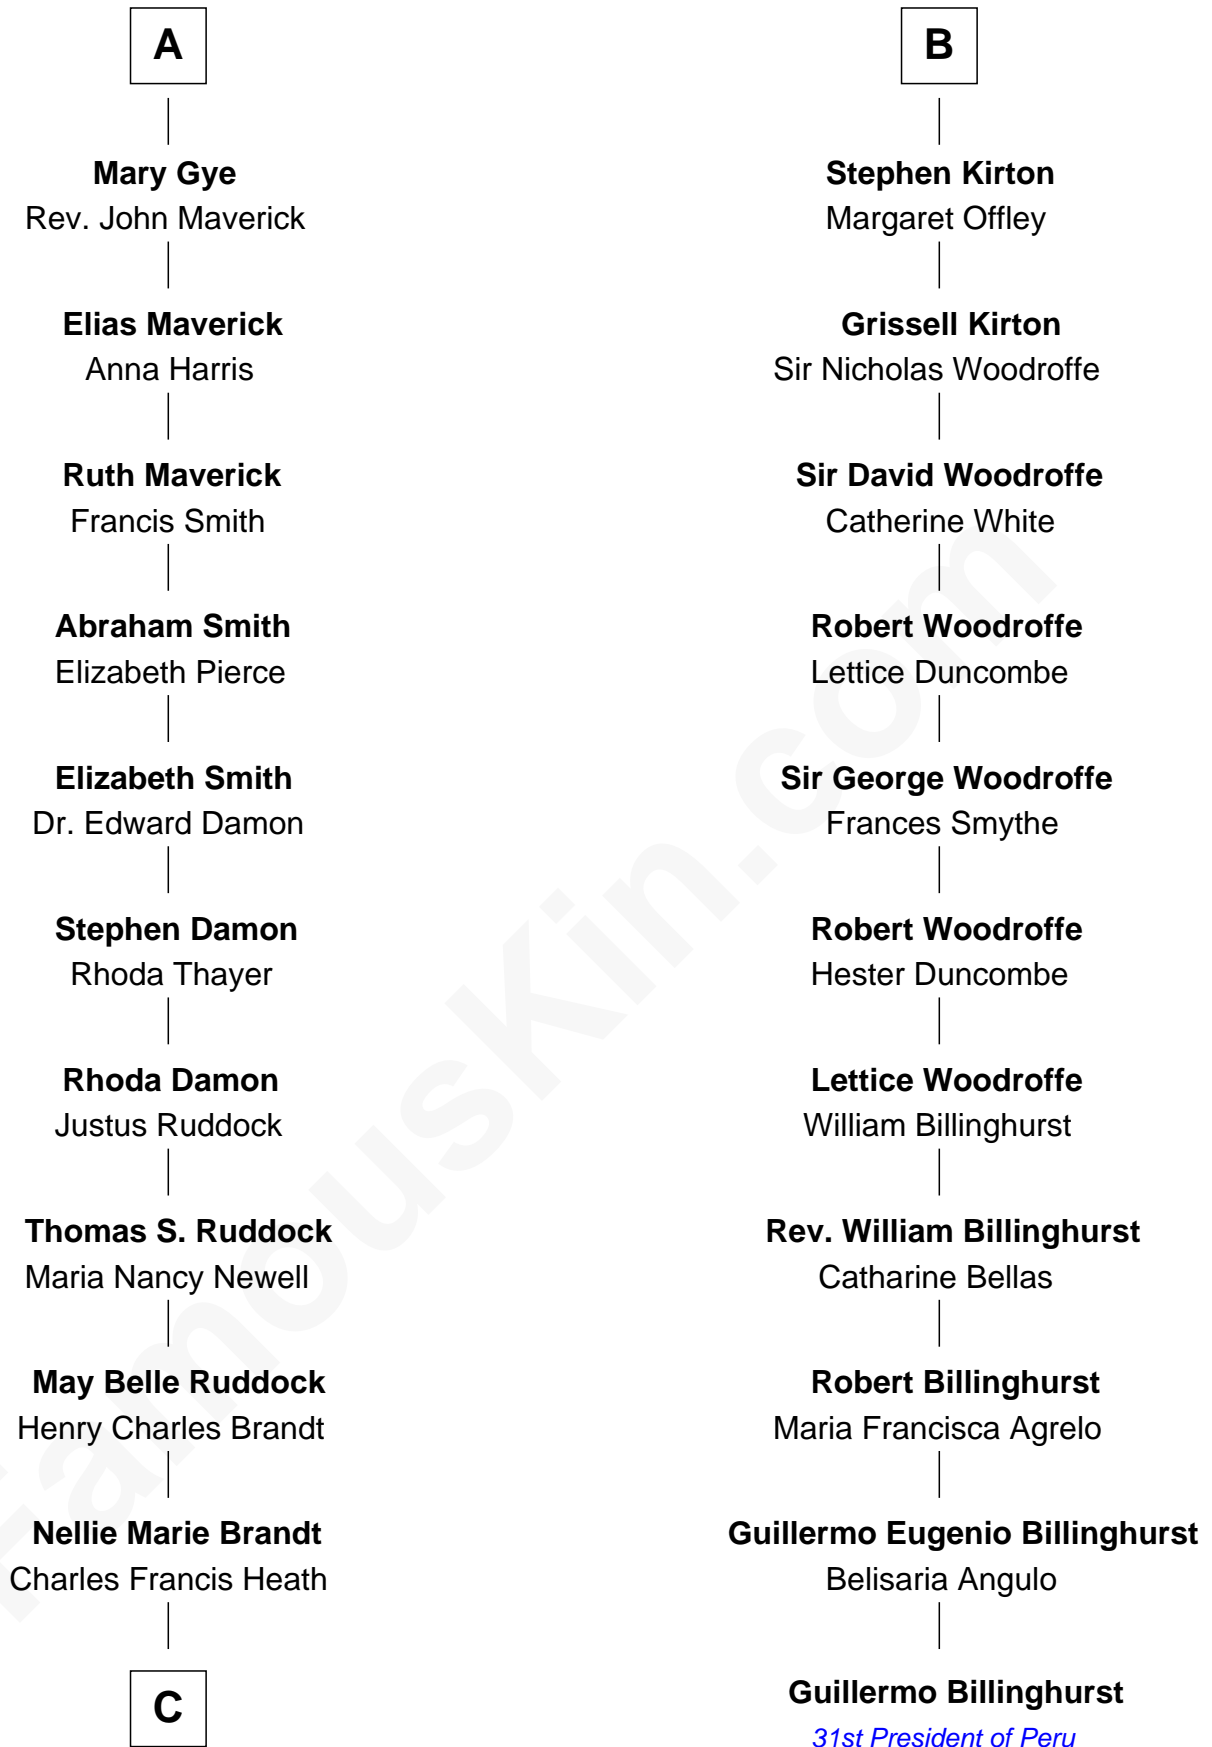 A
Mary Gye
Rev. John Maverick
Elias Maverick
Anna Harris
Ruth Maverick
Francis Smith
Abraham Smith
Elizabeth Pierce
Elizabeth Smith
Dr. Edward Damon
Stephen Damon
Rhoda Thayer
Rhoda Damon
Justus Ruddock
Thomas S. Ruddock
Maria Nancy Newell
May Belle Ruddock
Henry Charles Brandt
Nellie Marie Brandt
Charles Francis Heath
C
B
Stephen Kirton
Margaret Offley
Grissell Kirton
Sir Nicholas Woodroffe
Sir David Woodroffe
Catherine White
Robert Woodroffe
Lettice Duncombe
Sir George Woodroffe
Frances Smythe
Robert Woodroffe
Hester Duncombe
Lettice Woodroffe
William Billinghurst
Rev. William Billinghurst
Catharine Bellas
Robert Billinghurst
Maria Francisca Agrelo
Guillermo Eugenio Billinghurst
Belisaria Angulo
Guillermo Billinghurst
31st President of Peru
FamousKin.com